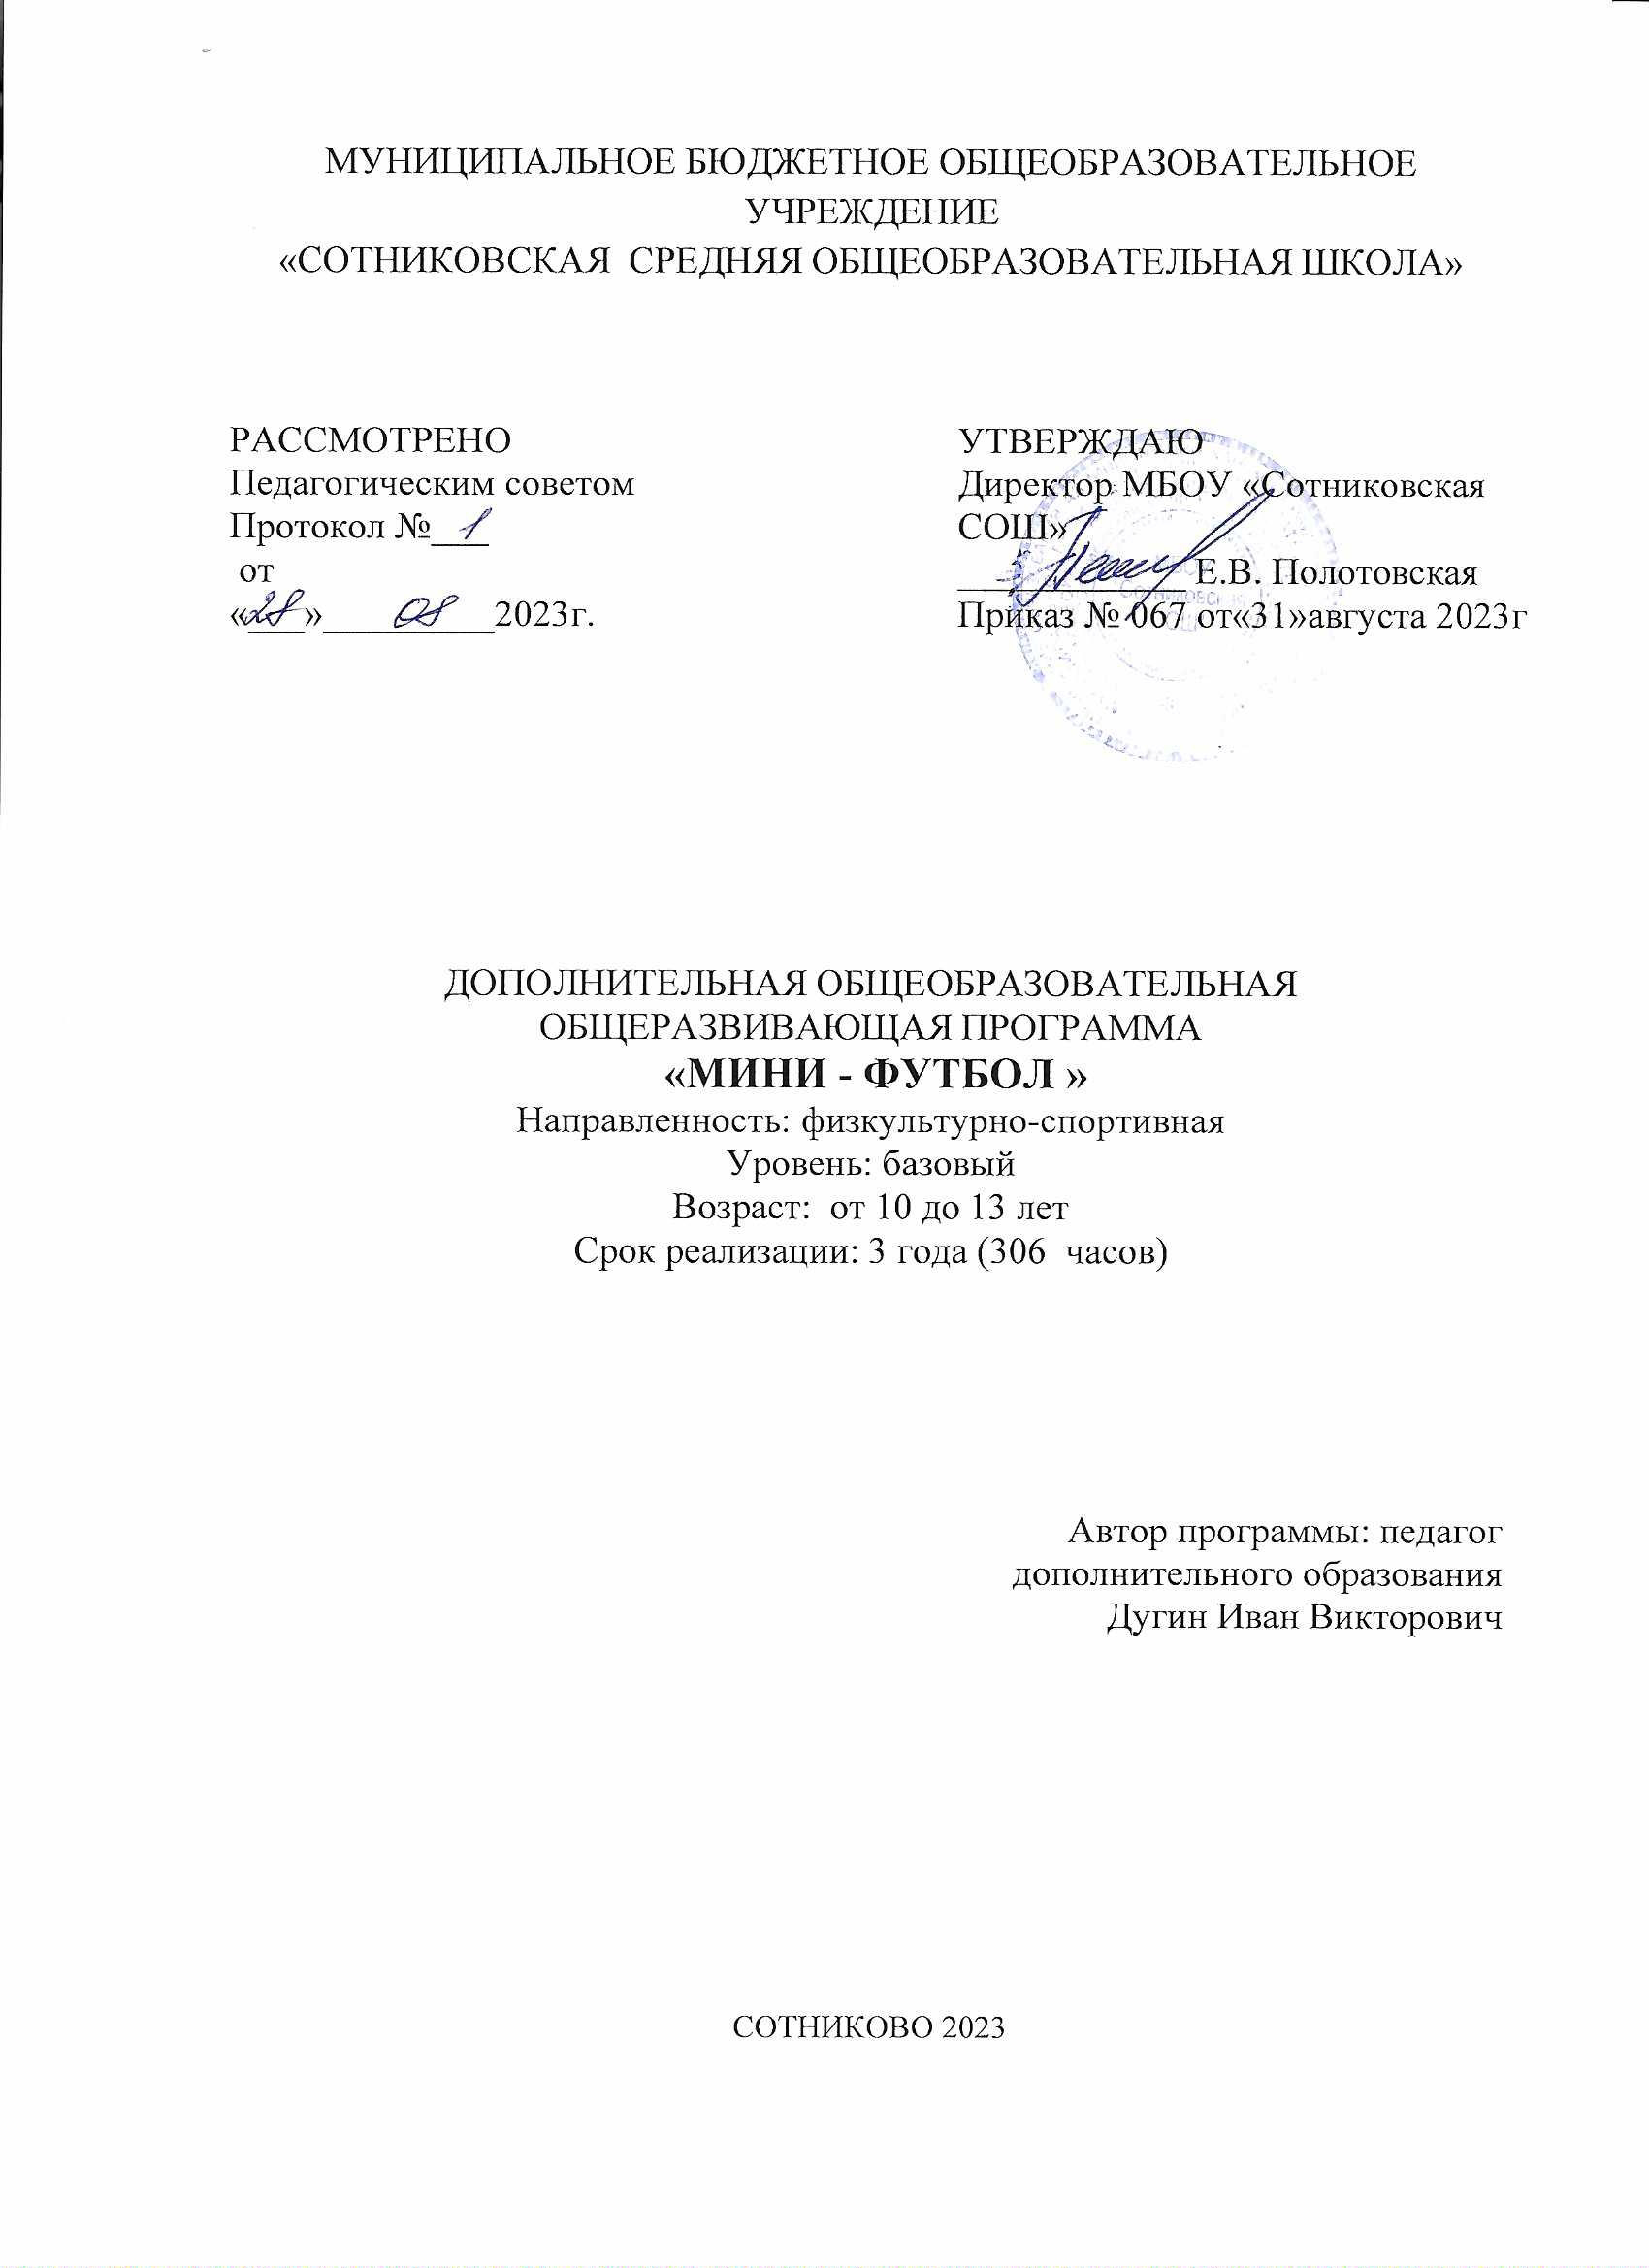 МУНИЦИПАЛЬНОЕ БЮДЖЕТНОЕ ОБЩЕОБРАЗОВАТЕЛЬНОЕ
УЧРЕЖДЕНИЕ
«СОТНИКОВСКАЯ СРЕДНЯЯ ОБЩЕОБРАЗОВАТЕЛЬНАЯ ШКОЛА»
РАССМОТРЕНО
Педагогическим советом
Протокол №_1_
от
«28»____08____2023г.
УТВЕРЖДАЮ
Директор МБОУ «Сотниковская
СОШ»
____________ Е.В. Полотовская
Приказ № 067 от«31»августа 2023г
ДОПОЛНИТЕЛЬНАЯ ОБЩЕОБРАЗОВАТЕЛЬНАЯ
ОБЩЕРАЗВИВАЮЩАЯ ПРОГРАММА
«МИНИ - ФУТБОЛ »
Направленность: физкультурно-спортивная
Уровень: базовый
Возраст: от 10 до 13 лет
Срок реализации: 3 года (306 часов)
Автор программы: педагог
дополнительного образования
Дугин Иван Викторович
СОТНИКОВО 2023